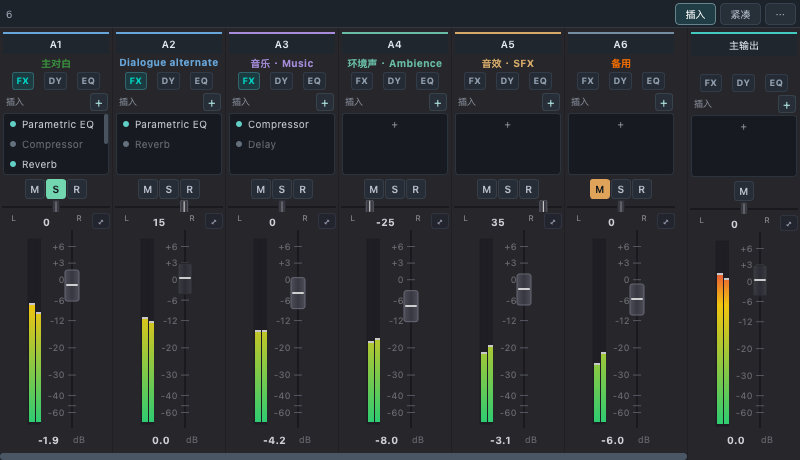 6 插入 紧凑 ···
A1 A2 A3 A4 A5 A6 主输出
主对白 Dialogue alternate 音乐 · Music 环境声 · Ambience 音效 · SFX 备用
FX DY EQ FX DY EQ FX DY EQ FX DY EQ FX DY EQ FX DY EQ FX DY EQ
插入 + 插入 + 插入 + 插入 + 插入 + 插入 + 插入 +
Parametric EQ Parametric EQ Compressor + + + +
Compressor Reverb Delay
Reverb
M S R M S R M S R M S R M S R M S R M
L 0 R L 15 R L 0 R L -25 R L 35 R L 0 R L 0 R
+6 +6 +6 +6 +6 +6 +6
+3 +3 +3 +3 +3 +3 +3
0 0 0 0 0 0 0
-6 -6 -6 -6 -6 -6 -6
-12 -12 -12 -12 -12 -12 -12
-20 -20 -20 -20 -20 -20 -20
-30 -30 -30 -30 -30 -30 -30
-40 -40 -40 -40 -40 -40 -40
-60 -60 -60 -60 -60 -60 -60
-1.9 dB 0.0 dB -4.2 dB -8.0 dB -3.1 dB -6.0 dB 0.0 dB